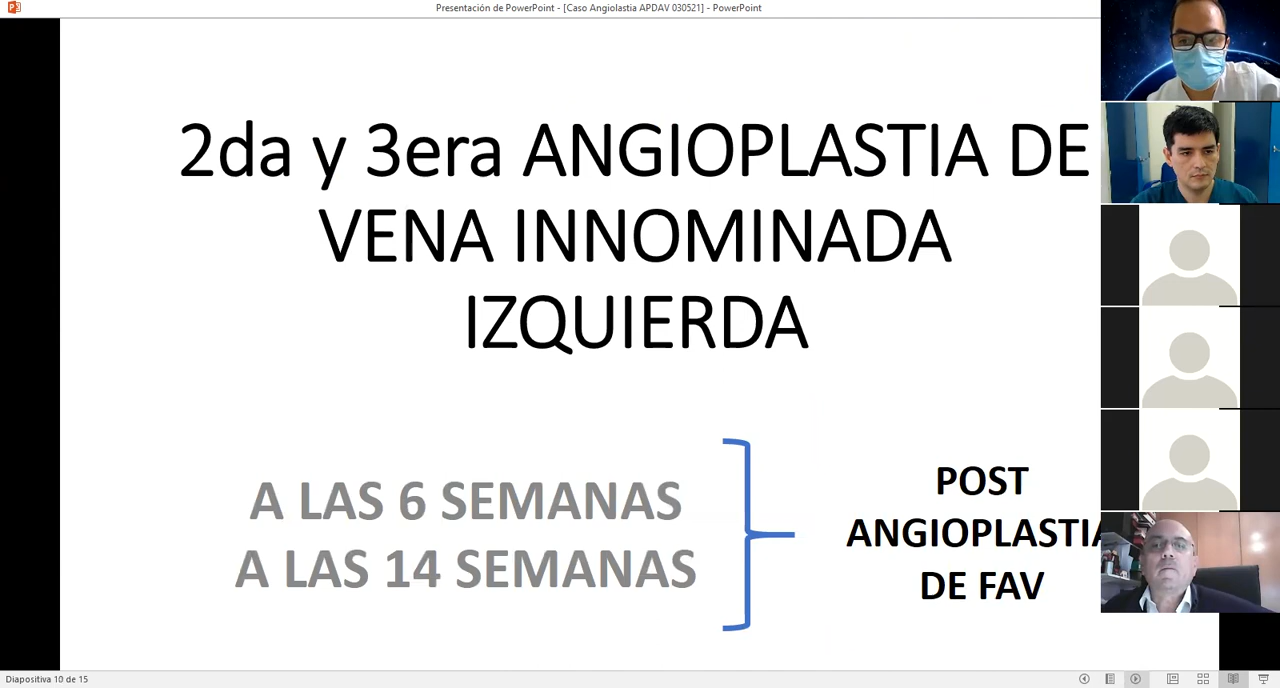 Presentación de PowerPoint - [Caso Angiolastia APDAV 030521] - PowerPoint
2da y 3era ANGIOPLASTIA DE
VENA INNOMINADA
IZQUIERDA
A LAS 6 SEMANAS
A LAS 14 SEMANAS
POST
ANGIOPLASTIA
DE FAV
Diapositiva 10 de 15